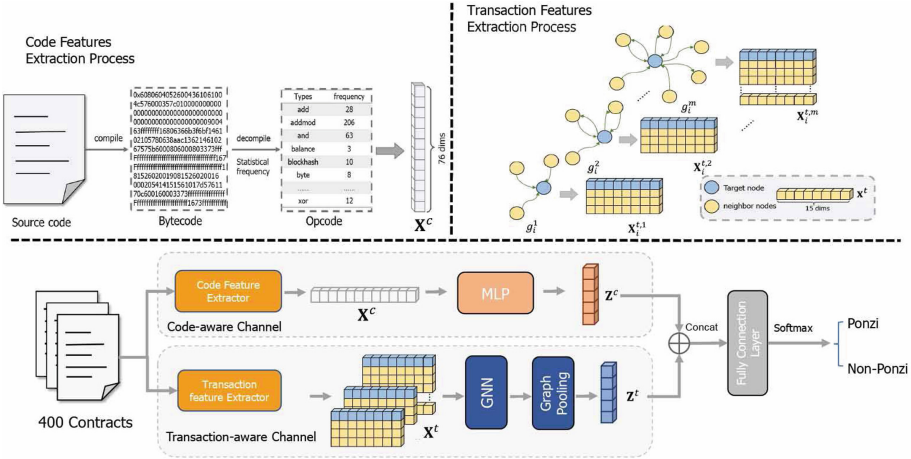 Code Features
Extraction Process
Source code
compile
Bytecode
decompile
Statistical
frequency
Types frequency
add 28
addmod 206
and 63
balance 3
blockhash 10
byte 8
...... ......
xor 12
Opcode
76 dims
X^c
Transaction Features
Extraction Process
g_i^1
X_i^{t,1}
g_i^2
X_i^{t,2}
g_i^m
X_i^{t,m}
Target node
neighbor nodes
15 dims
x^t
400 Contracts
Code Feature
Extractor
X^c
MLP
Z^c
Code-aware Channel
Transaction
feature Extractor
X^t
GNN
Graph
Pooling
Z^t
Transaction-aware Channel
Concat
Fully Connection
Layer
Softmax
Ponzi
Non-Ponzi